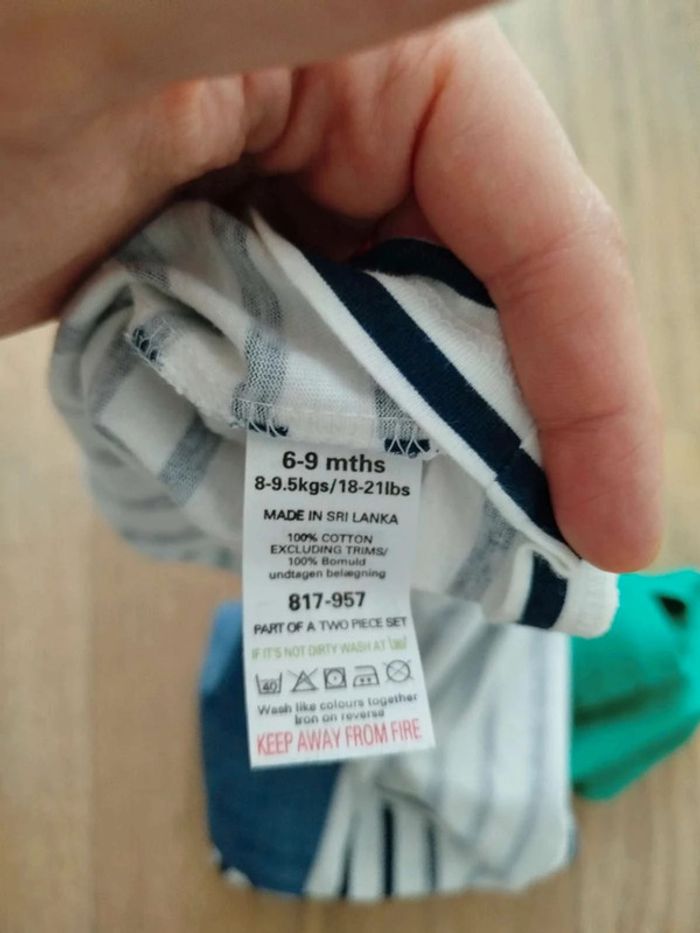 6-9 mths
8-9.5kgs/18-21lbs
MADE IN SRI LANKA
100% COTTON
EXCLUDING TRIMS/
100% Bomuld
undtagen belægning
817-957
PART OF A TWO PIECE SET
IF IT'S NOT DIRTY WASH AT 30°
40
Wash like colours together
Iron on reverse
KEEP AWAY FROM FIRE